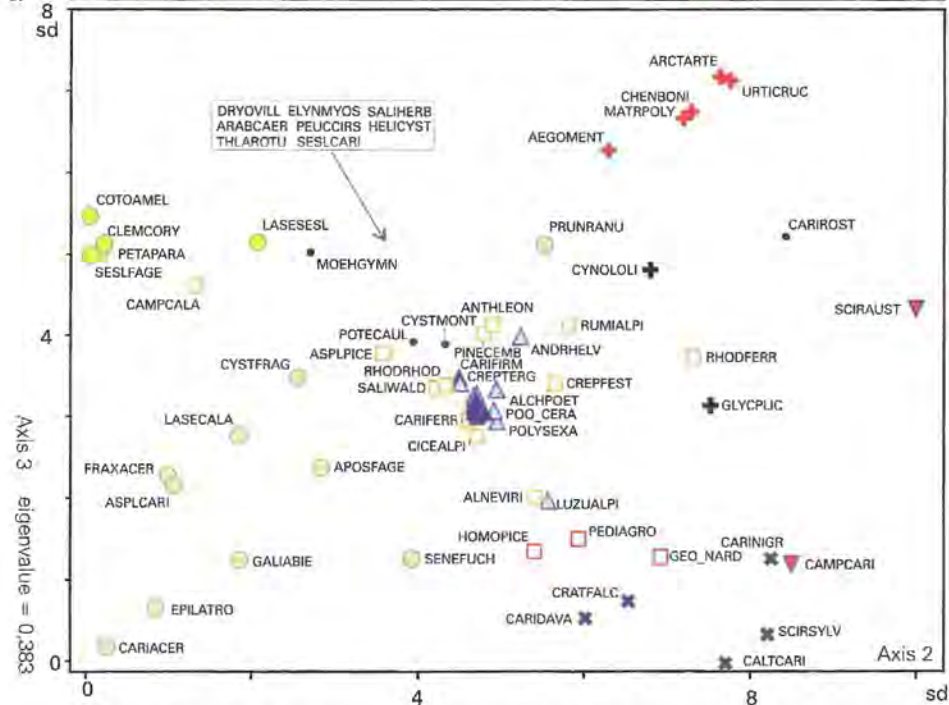 8
sd
ARCTARTE
URTICRUC
CHENBONI
MATRPOLY
DRYOVILL ELYNMYOS SALIHERB
ARABCAER PEUCCIRS HELICYST
THLAROTU SESLCARI
AEGOMENT
COTOAMEL
CLEMCORY
LASESESL
PRUNRANU
CARIROST
PETAPARA
MOEHGYMN
SESLFAGE
CYNOLOLI
CAMPCALA
ANTHLEON
SCIRAUST
CYSTMONT
RUMIALPI
4
POTECAUL
ANDRHELV
ASPLPICE
PINECEMB
RHODFERR
CYSTFRAG
RHODRHOD
CARIFIRM
CREPTERG
CREPFEST
SALIWALD
ALCHPOET
GLYCPLIC
LASECALA
CARIFERR
POO_CERA
POLYSEXA
CICEALPI
FRAXACER
APOSFAGE
ASPLCARI
ALNEVIRI
LUZUALPI
HOMOPICE
PEDIAGRO
CARINIGR
GALIABIE
SENEFUCH
GEO_NARD
CAMPCARI
CRATFALC
EPILATRO
CARIDAVA
SCIRSYLV
CARIACER
CALTCARI
Axis 2
0
0
4
8
sd
Axis 3 eigenvalue = 0,383